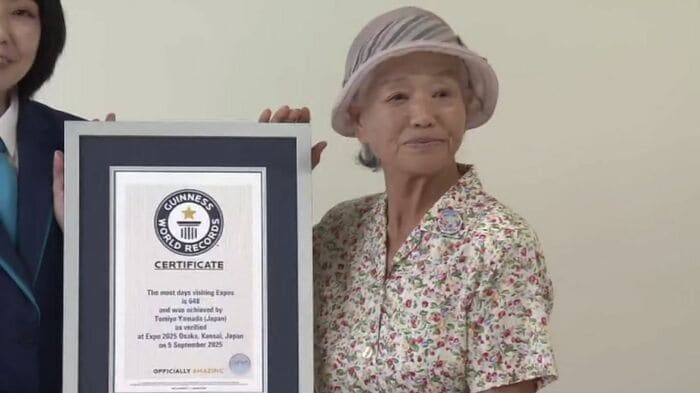 GUINNESS
WORLD RECORDS
CERTIFICATE
The most days visiting Expos
is 648
and was achieved by
Tomiyo Yamada (Japan)
as verified
at Expo 2025 Osaka, Kansai, Japan
on 5 September 2025
OFFICIALLY AMAZING